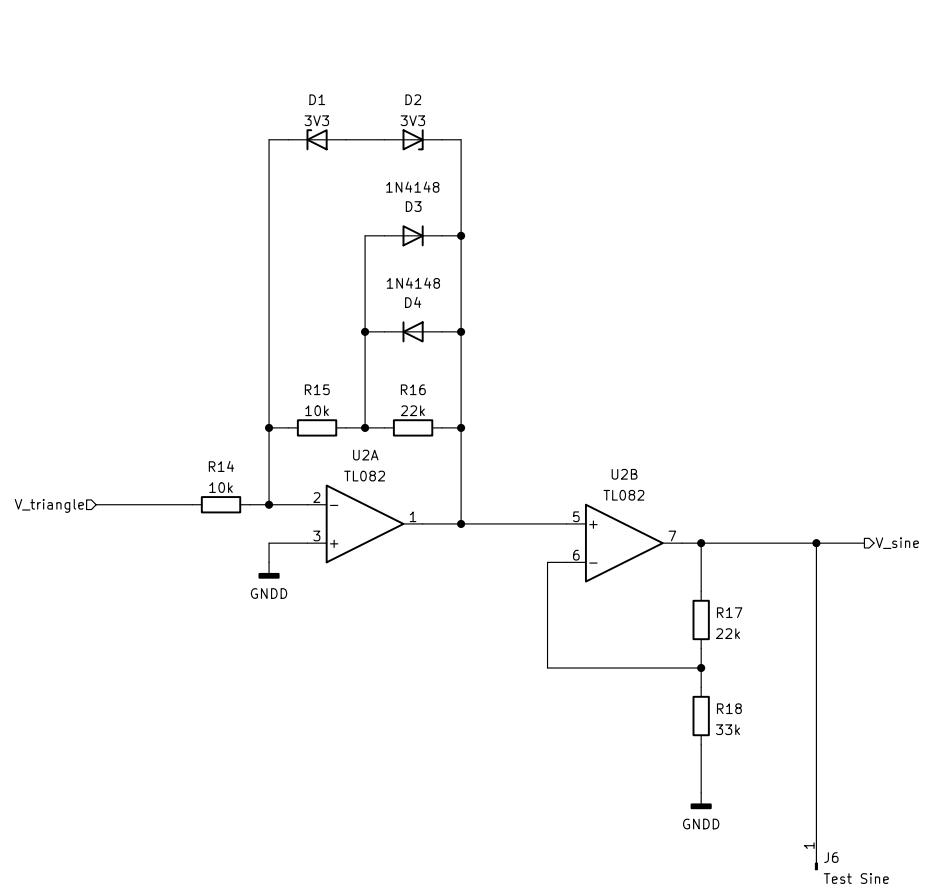 D1
3V3
D2
3V3
1N4148
D3
1N4148
D4
R15
10k
R16
22k
U2A
TL082
R14
10k
V_triangle
2
3
1
−
+
GNDD
U2B
TL082
5
6
7
+
−
V_sine
R17
22k
R18
33k
GNDD
1
J6
Test Sine